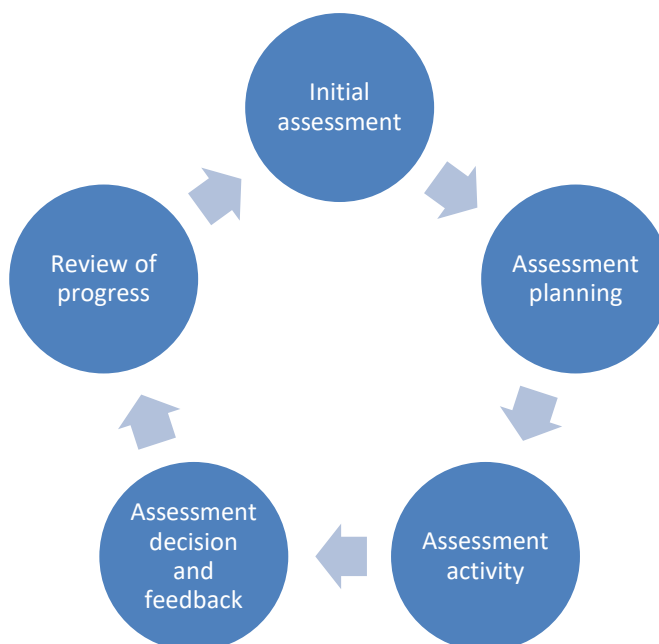 Initial
assessment
Assessment
planning
Assessment
activity
Assessment
decision
and
feedback
Review of
progress